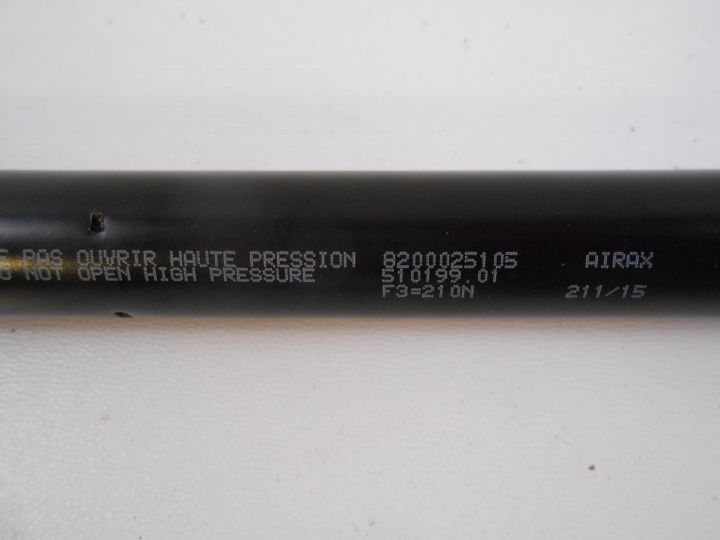 PAS OUVRIR HAUTE PRESSION 8200025105 AIRAX
NOT OPEN HIGH PRESSURE 510199.01
F3=210N 211/15